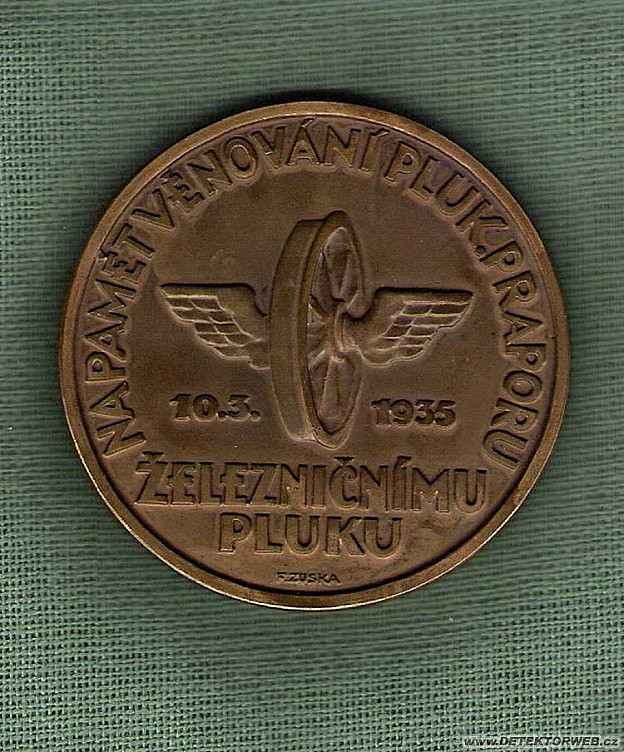 NA PAMĚŤ VĚNOVÁNÍ PLUK. PRAPORU
10.3. 1935
ŽELEZNIČNÍMU
PLUKU
F. ZUSKA
www.DETEKTORWEB.cz